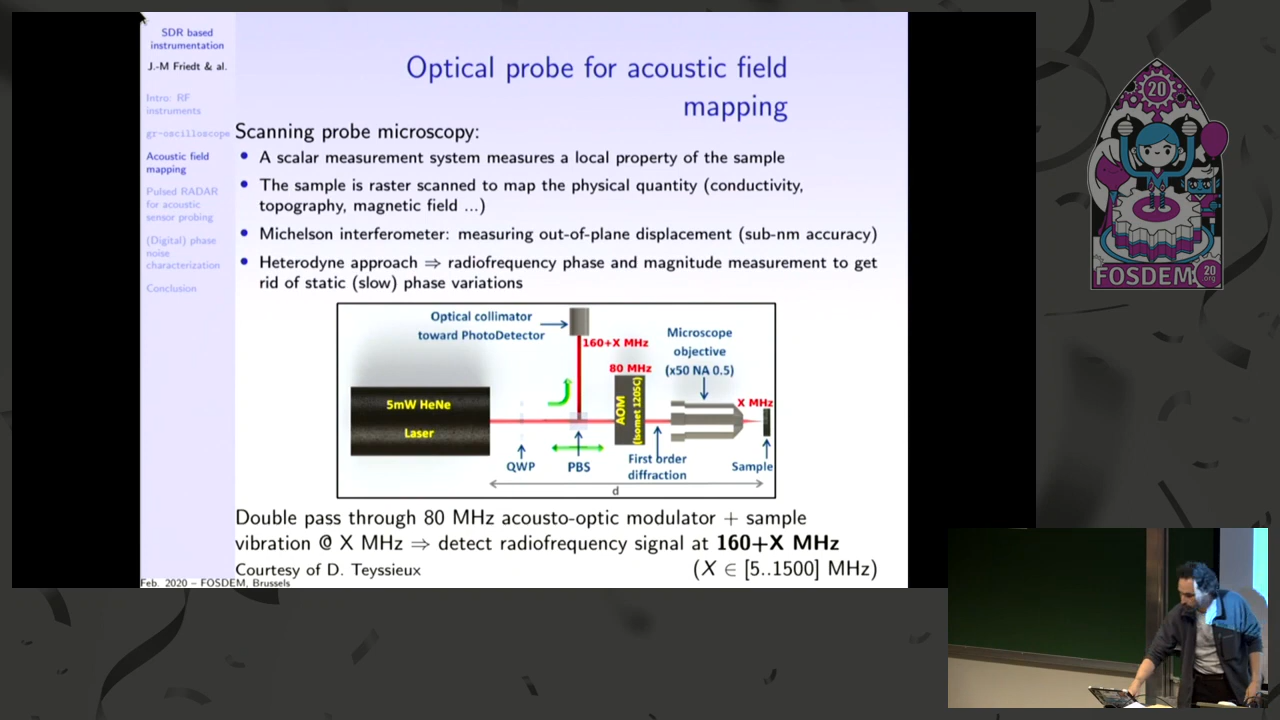 SDR based
instrumentation
J.-M Friedt & al.
Intro: RF
instruments
gr-oscilloscope
Acoustic field
mapping
Pulsed RADAR
for acoustic
sensor probing
(Digital) phase
noise
characterization
Conclusion
Optical probe for acoustic field
mapping
Scanning probe microscopy:
• A scalar measurement system measures a local property of the sample
• The sample is raster scanned to map the physical quantity (conductivity,
topography, magnetic field ...)
• Michelson interferometer: measuring out-of-plane displacement (sub-nm accuracy)
• Heterodyne approach ⇒ radiofrequency phase and magnitude measurement to get
rid of static (slow) phase variations
Optical collimator
toward PhotoDetector
160+X MHz
Microscope
objective
(x50 NA 0.5)
80 MHz
5mW HeNe
Laser
AOM
(Isomet 1205C)
X MHz
QWP
PBS
First order
diffraction
Sample
d
Double pass through 80 MHz acousto-optic modulator + sample
vibration @ X MHz ⇒ detect radiofrequency signal at 160+X MHz
Courtesy of D. Teyssieux
(X ∈ [5..1500] MHz)
Feb. 2020 – FOSDEM, Brussels
20
FOSDEM 20
.org